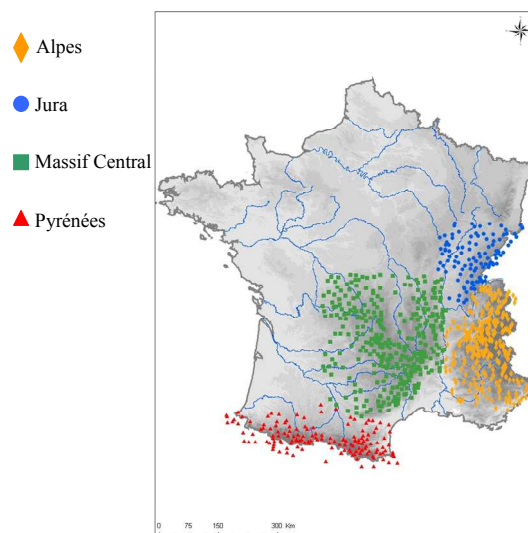 Alpes
Jura
Massif Central
Pyrénées
0 75 150 300 Km